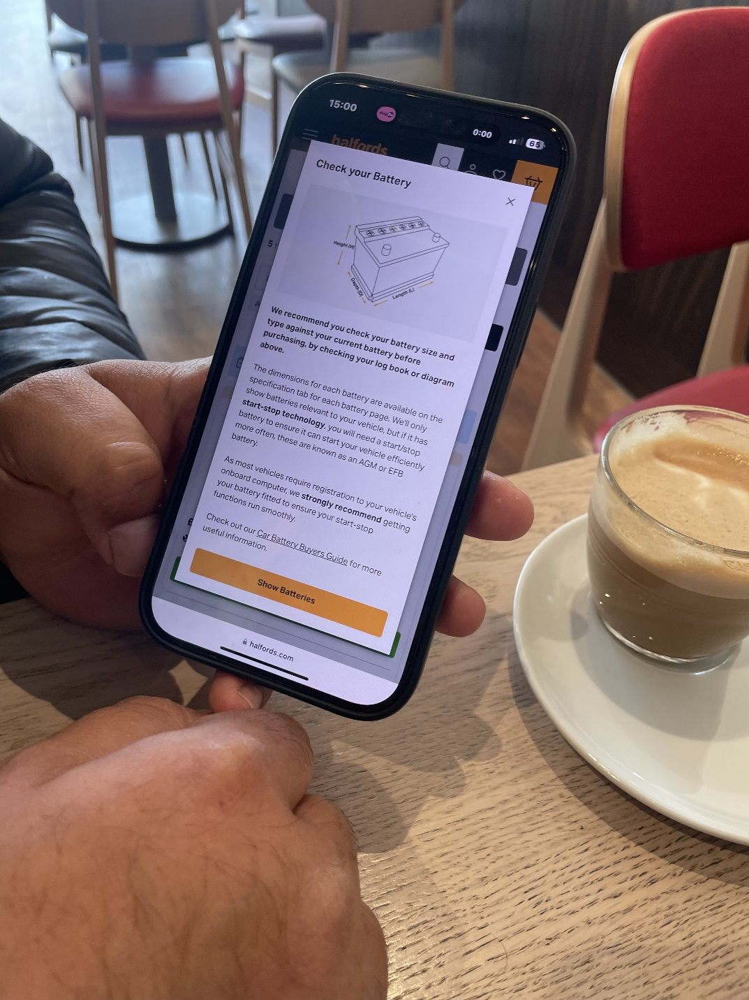 15:00
0:00
65
halfords
Check your Battery
Height (H)
Depth (D)
Length (L)
We recommend you check your battery size and
type against your current battery before
purchasing, by checking your log book or diagram
above.
The dimensions for each battery are available on the
specification tab for each battery page. We'll only
show batteries relevant to your vehicle, but if it has
start-stop technology, you will need a start/stop
battery to ensure it can start your vehicle efficiently
more often, these are known as an AGM or EFB
battery.
As most vehicles require registration to your vehicle's
onboard computer, we strongly recommend getting
your battery fitted to ensure your start-stop
functions run smoothly.
Check out our Car Battery Buyers Guide for more
useful information.
Show Batteries
halfords.com